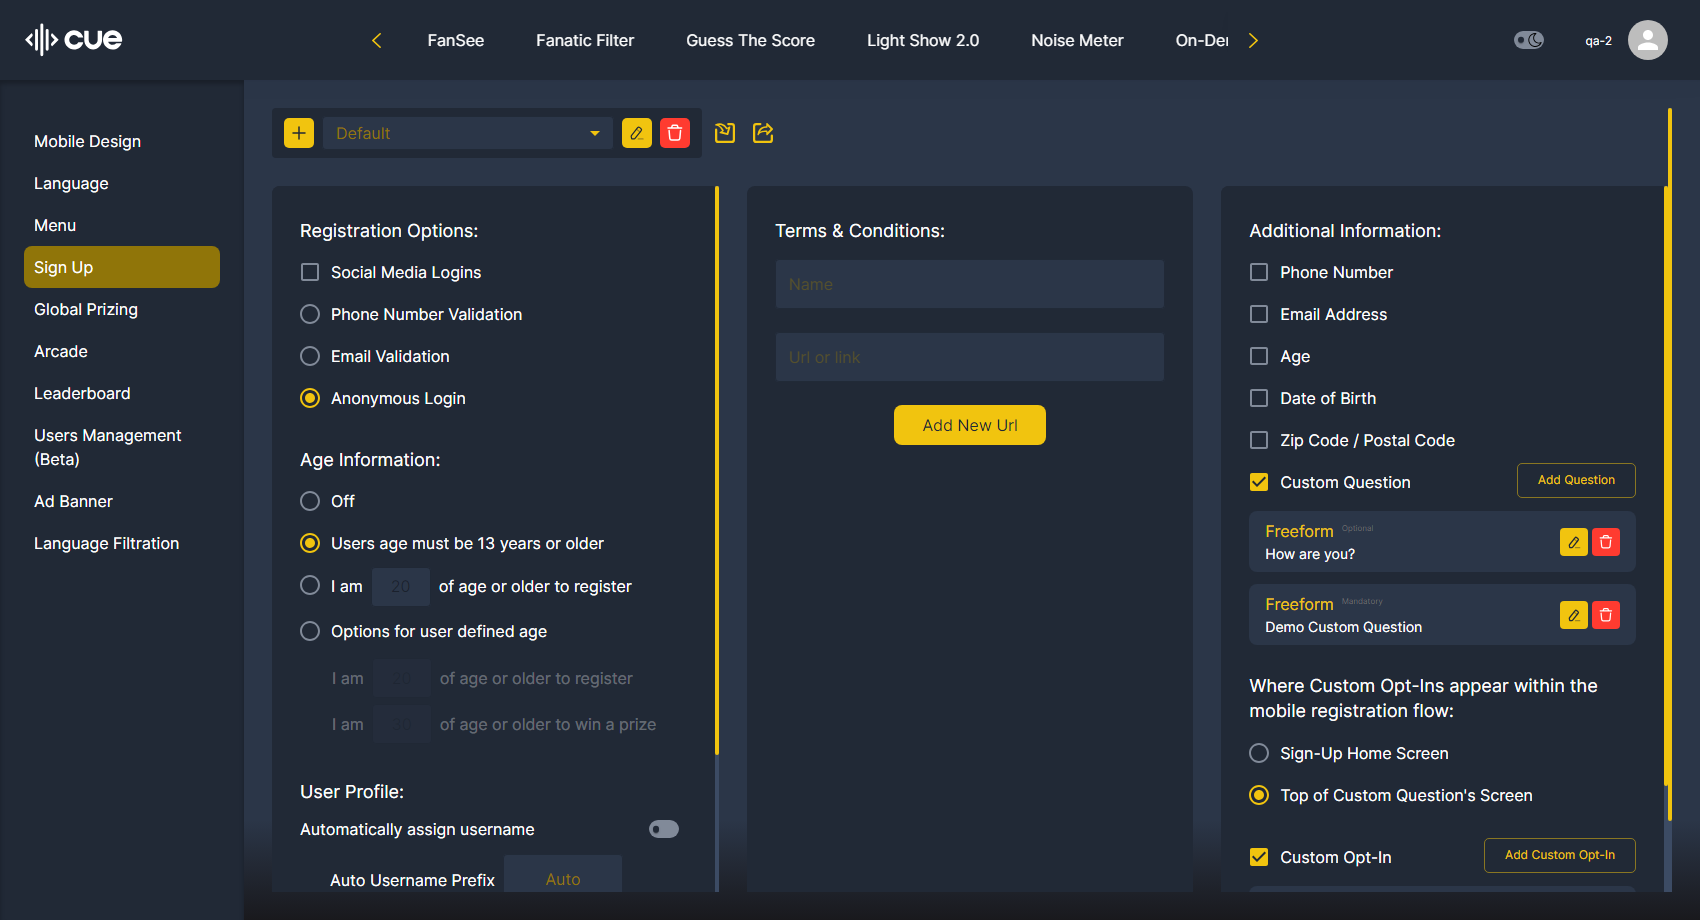 cue
FanSee
Fanatic Filter
Guess The Score
Light Show 2.0
Noise Meter
On-De
qa-2
Mobile Design
Language
Menu
Sign Up
Global Prizing
Arcade
Leaderboard
Users Management
(Beta)
Ad Banner
Language Filtration
Default
Registration Options:
Social Media Logins
Phone Number Validation
Email Validation
Anonymous Login
Age Information:
Off
Users age must be 13 years or older
I am 20 of age or older to register
Options for user defined age
I am 20 of age or older to register
I am of age or older to win a prize
User Profile:
Automatically assign username
Auto Username Prefix Auto
Terms & Conditions:
Name
Url or link
Add New Url
Additional Information:
Phone Number
Email Address
Age
Date of Birth
Zip Code / Postal Code
Custom Question Add Question
Freeform Optional
How are you?
Freeform Mandatory
Demo Custom Question
Where Custom Opt-Ins appear within the
mobile registration flow:
Sign-Up Home Screen
Top of Custom Question's Screen
Custom Opt-In Add Custom Opt-In